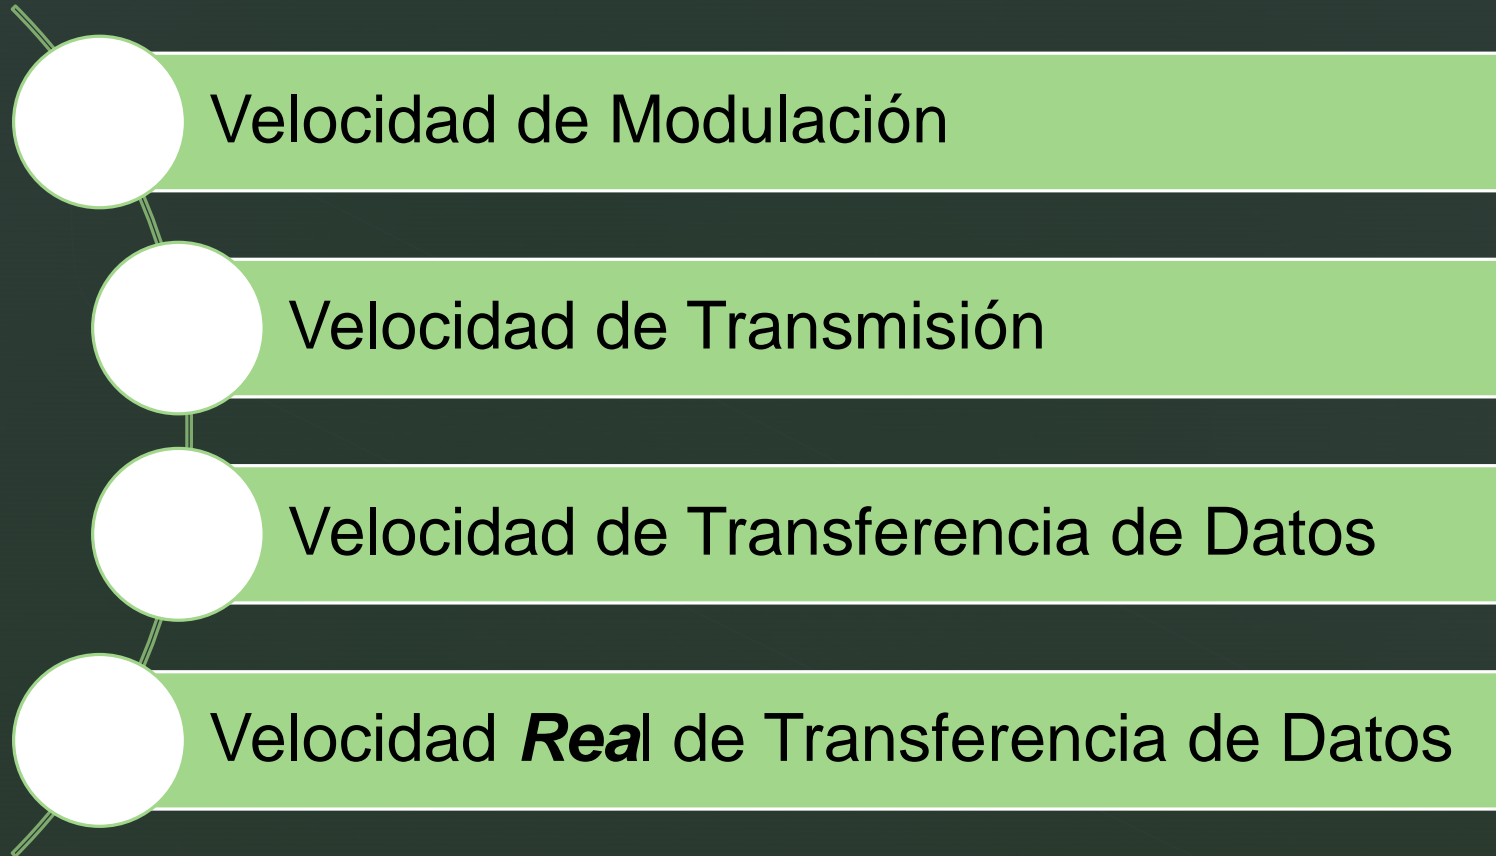 Velocidad de Modulación
Velocidad de Transmisión
Velocidad de Transferencia de Datos
Velocidad Real de Transferencia de Datos